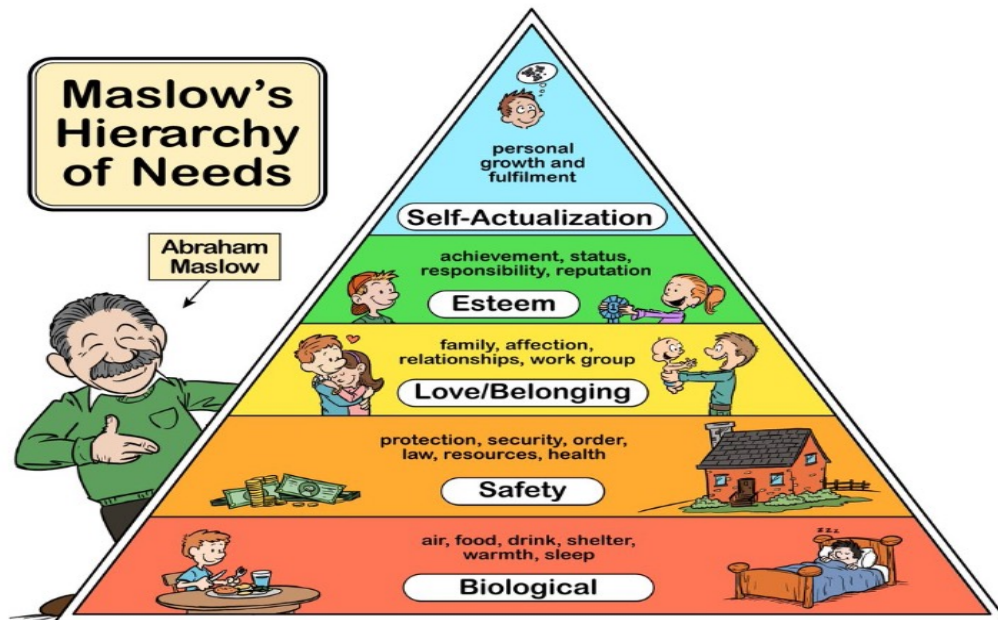 Maslow's
Hierarchy
of Needs
Abraham
Maslow
personal
growth and
fulfilment
Self-Actualization
achievement, status,
responsibility, reputation
Esteem
family, affection,
relationships, work group
Love/Belonging
protection, security, order,
law, resources, health
Safety
air, food, drink, shelter,
warmth, sleep
Biological
zzz